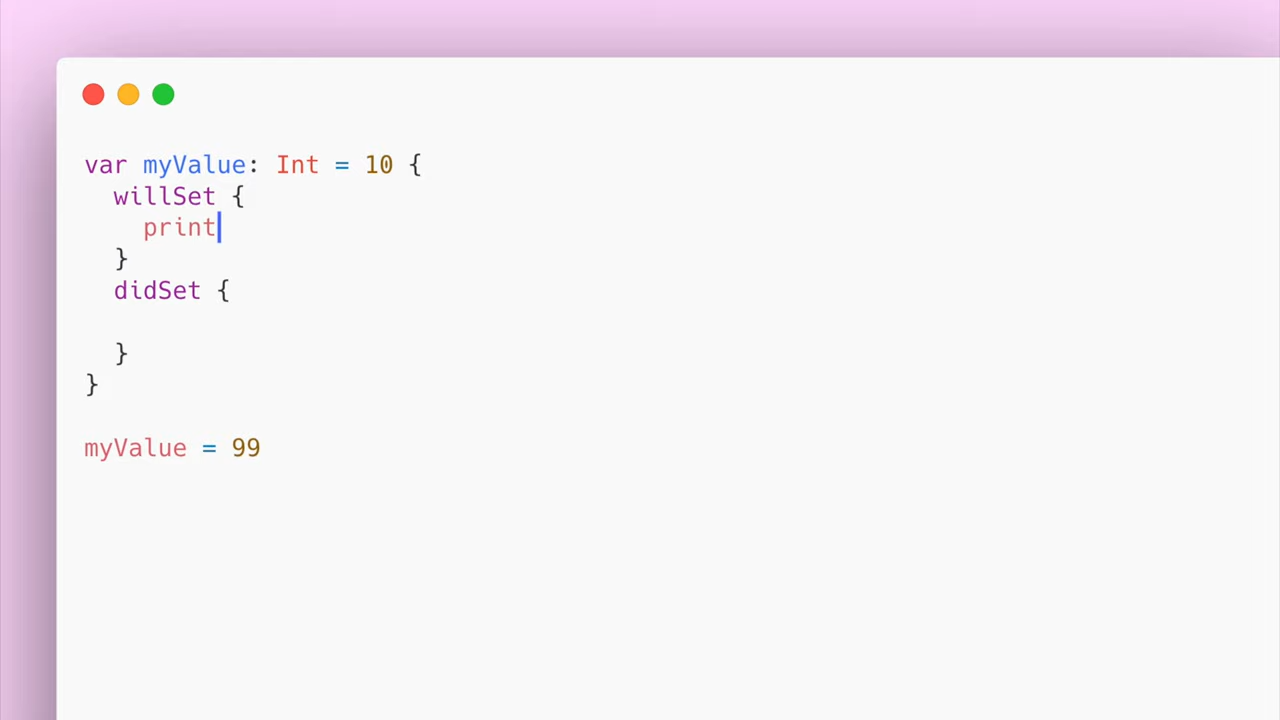 var myValue: Int = 10 {
  willSet {
    print
  }
  didSet {

  }
}

myValue = 99